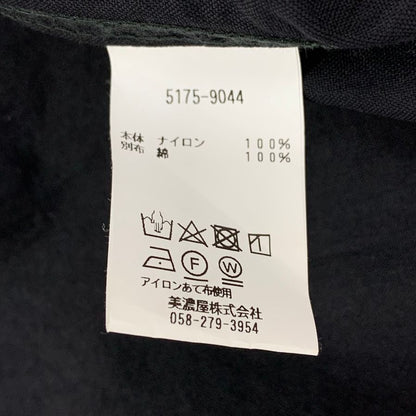 5175-9044
本体 ナイロン 100%
別布 綿 100%
F W
アイロンあて布使用
美濃屋株式会社
058-279-3954